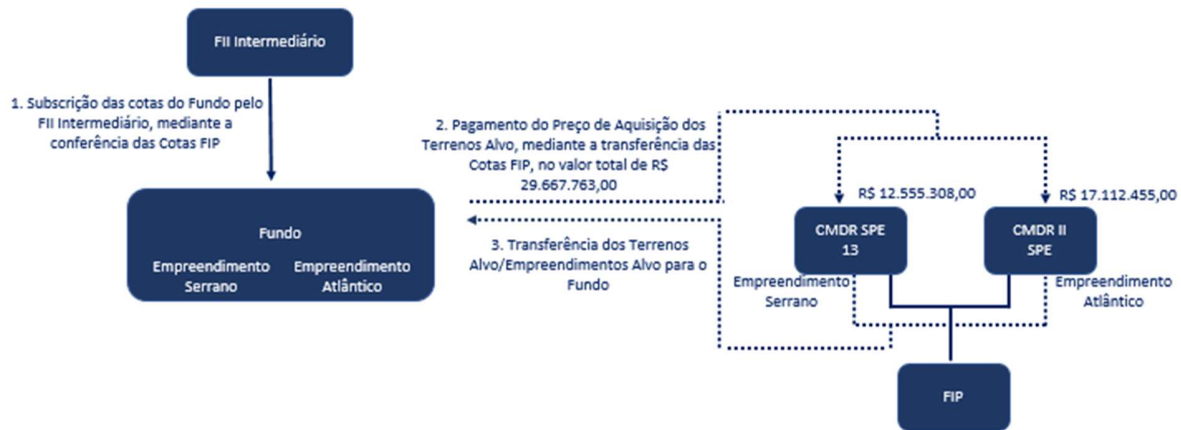 FII Intermediário
1. Subscrição das cotas do Fundo pelo
FII Intermediário, mediante a
conferência das Cotas FIP
2. Pagamento do Preço de Aquisição dos
Terrenos Alvo, mediante a transferência das
Cotas FIP, no valor total de R$
29.667.763,00
R$ 12.555.308,00
R$ 17.112.455,00
Fundo
Empreendimento
Serrano
Empreendimento
Atlântico
3. Transferência dos Terrenos
Alvo/Empreendimentos Alvo para o
Fundo
CMDR SPE
13
CMDR II
SPE
Empreendimento
Serrano
Empreendimento
Atlântico
FIP